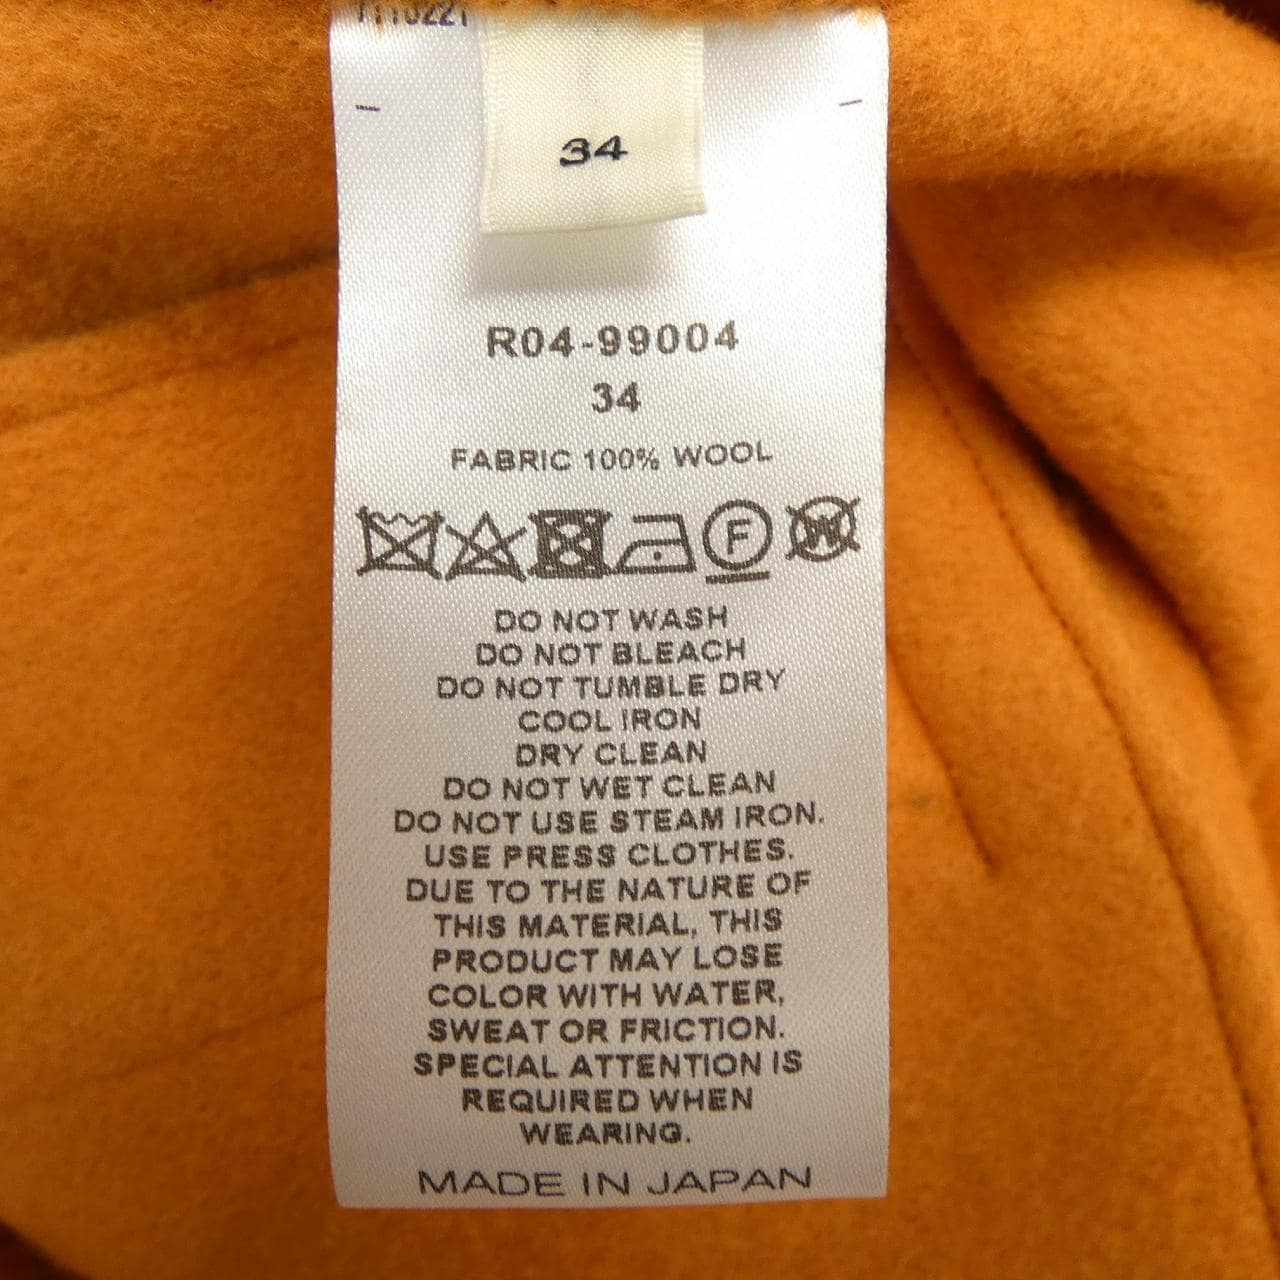 34
R04-99004
34
FABRIC 100% WOOL
F W
DO NOT WASH
DO NOT BLEACH
DO NOT TUMBLE DRY
COOL IRON
DRY CLEAN
DO NOT WET CLEAN
DO NOT USE STEAM IRON.
USE PRESS CLOTHES.
DUE TO THE NATURE OF
THIS MATERIAL, THIS
PRODUCT MAY LOSE
COLOR WITH WATER,
SWEAT OR FRICTION.
SPECIAL ATTENTION IS
REQUIRED WHEN
WEARING.
MADE IN JAPAN